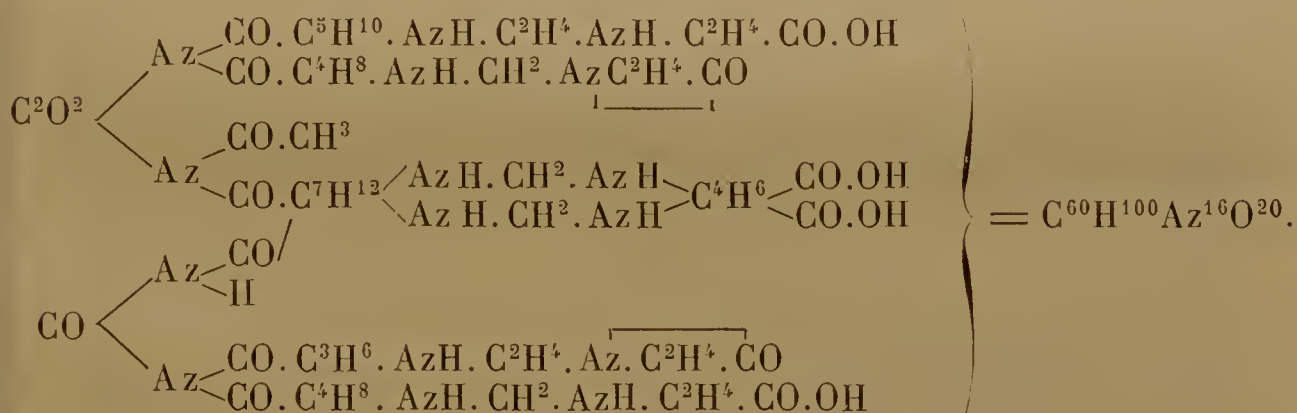 Az CO. C⁵H¹⁰. AzH. C²H⁴. AzH. C²H⁴. CO. OH
CO. C⁴H⁸. AzH. CH². AzC²H⁴. CO
C²O²
Az CO.CH³
CO.C⁷H¹² AzH. CH². AzH C⁴H⁶ CO.OH
AzH. CH². AzH CO.OH
= C⁶⁰H¹⁰⁰Az¹⁶O²⁰.
Az CO
H
CO
Az CO. C³H⁶. AzH. C²H⁴. Az. C²H⁴. CO
CO. C⁴H⁸. AzH. CH². AzH. C²H⁴. CO.OH